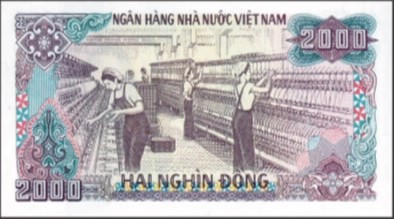 NGÂN HÀNG NHÀ NƯỚC VIỆT NAM
2000
HAI NGHÌN ĐỒNG
2000